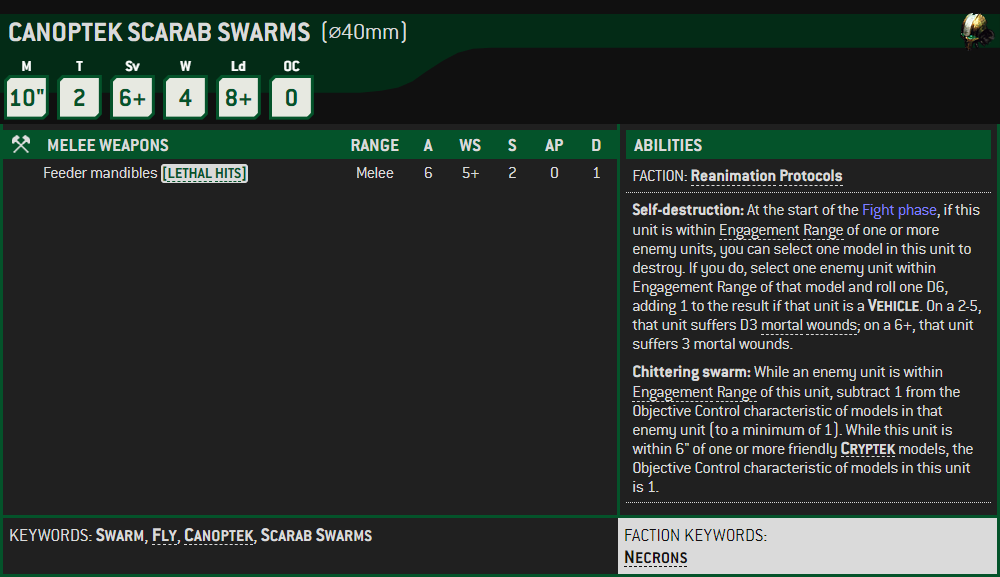 CANOPTEK SCARAB SWARMS (⌀40mm)
M T Sv W Ld OC
10" 2 6+ 4 8+ 0
MELEE WEAPONS RANGE A WS S AP D
Feeder mandibles [LETHAL HITS] Melee 6 5+ 2 0 1
ABILITIES
FACTION: Reanimation Protocols
Self-destruction: At the start of the Fight phase, if this
unit is within Engagement Range of one or more
enemy units, you can select one model in this unit to
destroy. If you do, select one enemy unit within
Engagement Range of that model and roll one D6,
adding 1 to the result if that unit is a VEHICLE. On a 2-5,
that unit suffers D3 mortal wounds; on a 6+, that unit
suffers 3 mortal wounds.
Chittering swarm: While an enemy unit is within
Engagement Range of this unit, subtract 1 from the
Objective Control characteristic of models in that
enemy unit (to a minimum of 1). While this unit is
within 6" of one or more friendly CRYPTEK models, the
Objective Control characteristic of models in this unit
is 1.
KEYWORDS: SWARM, FLY, CANOPTEK, SCARAB SWARMS
FACTION KEYWORDS:
NECRONS